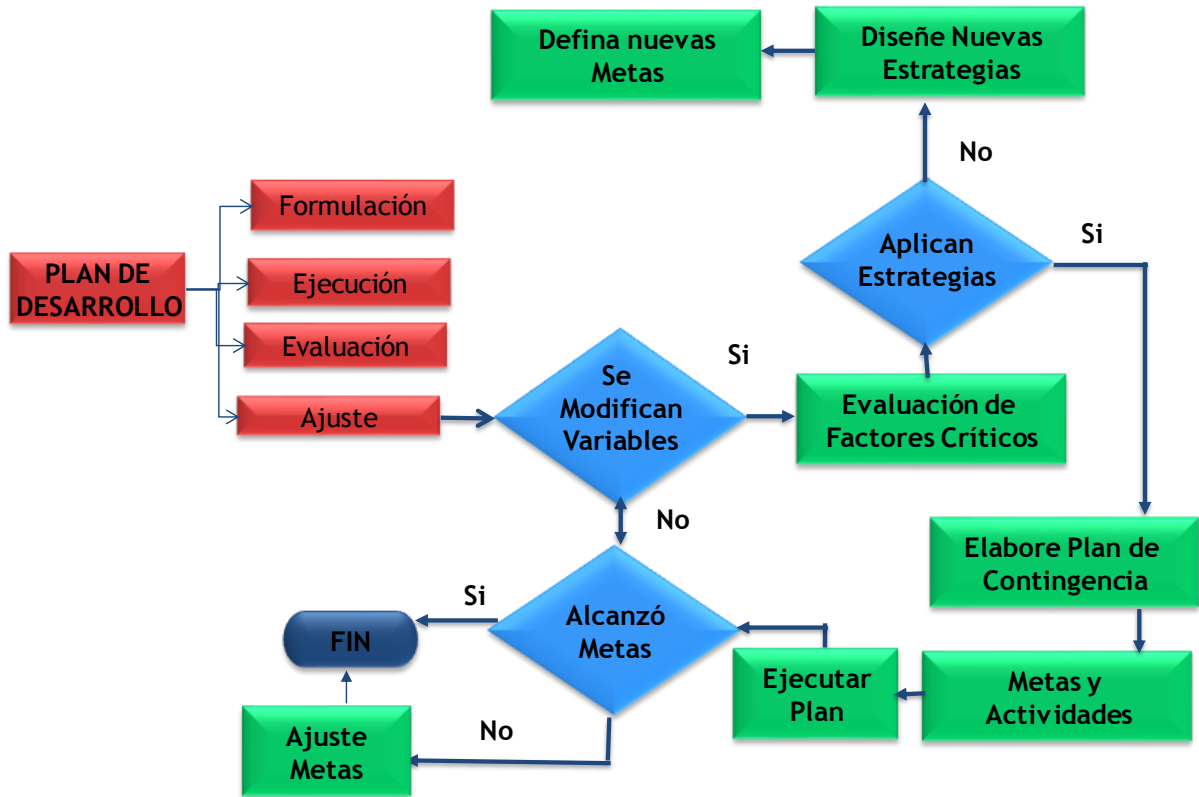 Defina nuevas
Metas
Diseñe Nuevas
Estrategias
No
Formulación
Aplican
Estrategias
Si
PLAN DE
DESARROLLO
Ejecución
Evaluación
Ajuste
Se
Modifican
Variables
Si
Evaluación de
Factores Críticos
No
Elabore Plan de
Contingencia
Si
Alcanzó
Metas
FIN
Ejecutar
Plan
Metas y
Actividades
No
Ajuste
Metas